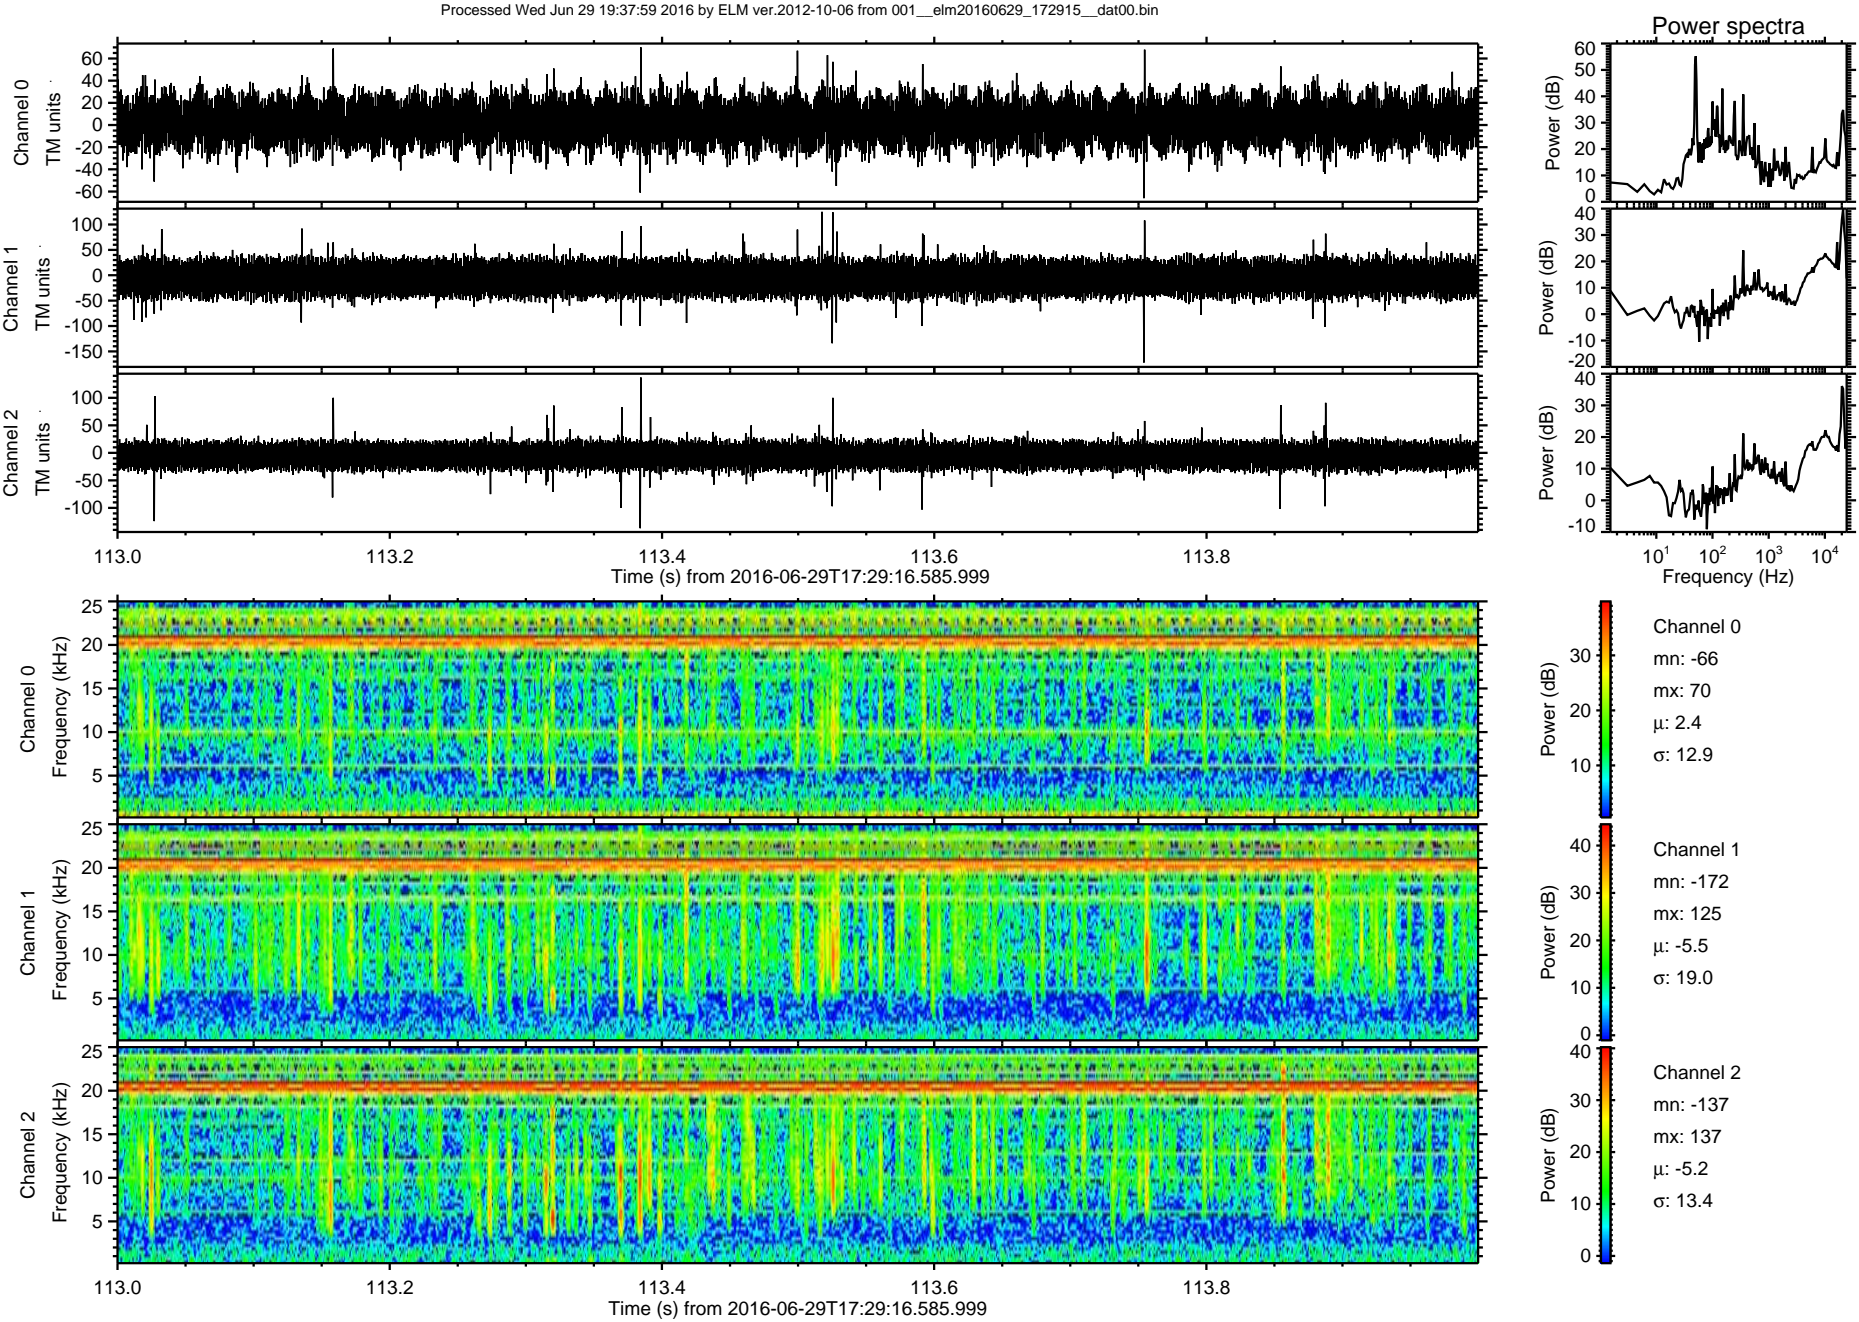 Processed Wed Jun 29 19:37:59 2016 by ELM ver.2012-10-06 from 001__elm20160629_172915__dat00.bin
Power spectra
Channel 0
TM units
60
40
20
0
-20
-40
-60
Power (dB)
60
50
40
30
20
10
0
Channel 1
TM units
100
50
0
-50
-100
-150
Power (dB)
40
30
20
10
0
-10
-20
Channel 2
TM units
100
50
0
-50
-100
Power (dB)
40
30
20
10
0
-10
113.0 113.2 113.4 113.6 113.8
Time (s) from 2016-06-29T17:29:16.585.999
10^1 10^2 10^3 10^4
Frequency (Hz)
Channel 0
Frequency (kHz)
25
20
15
10
5
Power (dB)
30
20
10
Channel 0
mn: -66
mx: 70
μ: 2.4
σ: 12.9
Channel 1
Frequency (kHz)
25
20
15
10
5
Power (dB)
40
30
20
10
0
Channel 1
mn: -172
mx: 125
μ: -5.5
σ: 19.0
Channel 2
Frequency (kHz)
25
20
15
10
5
Power (dB)
40
30
20
10
0
Channel 2
mn: -137
mx: 137
μ: -5.2
σ: 13.4
113.0 113.2 113.4 113.6 113.8
Time (s) from 2016-06-29T17:29:16.585.999